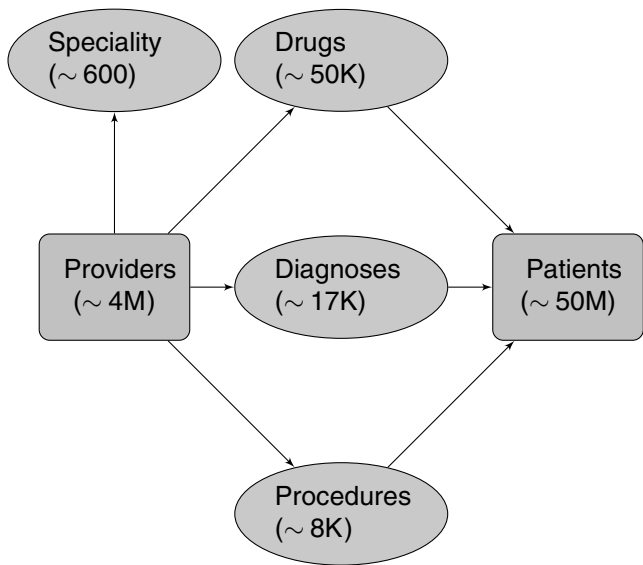 Speciality
(∼ 600)
Drugs
(∼ 50K)
Providers
(∼ 4M)
Diagnoses
(∼ 17K)
Patients
(∼ 50M)
Procedures
(∼ 8K)